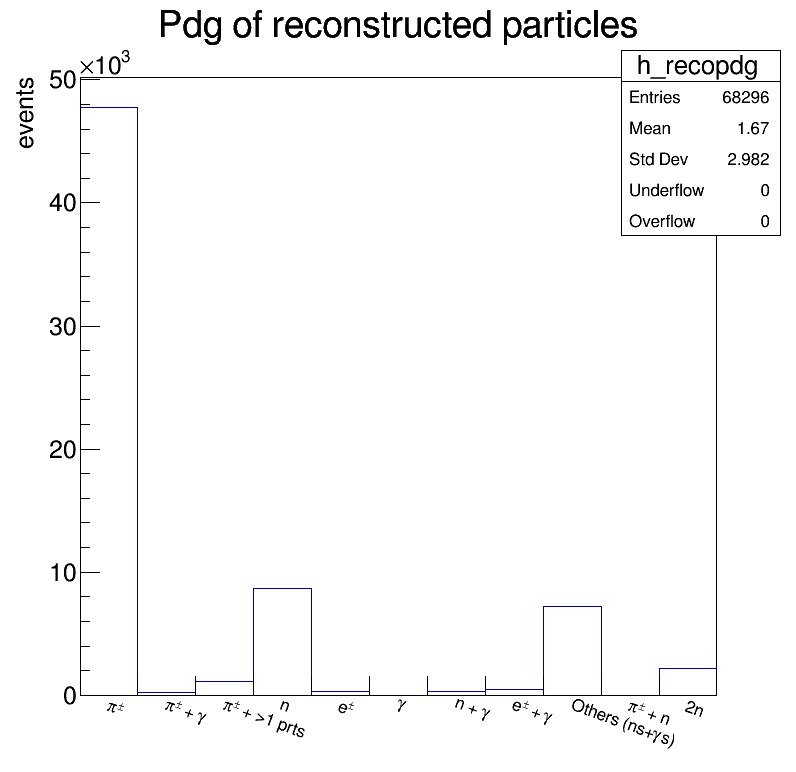 Pdg of reconstructed particles
×10³
h_recopdg
Entries 68296
Mean 1.67
Std Dev 2.982
Underflow 0
Overflow 0
events
50
40
30
20
10
0
π±
π± + γ
π± + >1 prts
n
e±
γ
n + γ
e± + γ
Others (ns+γs)
π± + n
2n